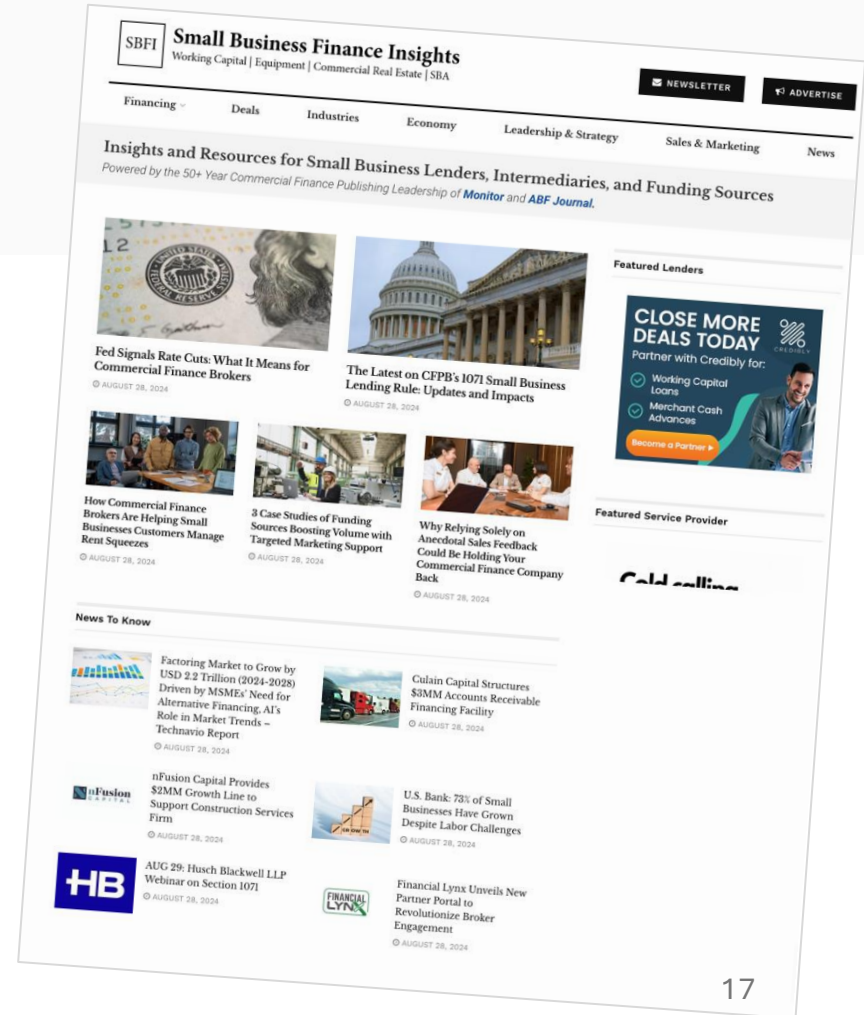 SBFI
Small Business Finance Insights
Working Capital | Equipment | Commercial Real Estate | SBA
NEWSLETTER
ADVERTISE
Financing
Deals
Industries
Economy
Leadership & Strategy
Sales & Marketing
News
Insights and Resources for Small Business Lenders, Intermediaries, and Funding Sources
Powered by the 50+ Year Commercial Finance Publishing Leadership of Monitor and ABF Journal.
12
UNITED STATES
FEDERAL RESERVE
SYSTEM
Fed Signals Rate Cuts: What It Means for
Commercial Finance Brokers
AUGUST 28, 2024
The Latest on CFPB's 1071 Small Business
Lending Rule: Updates and Impacts
AUGUST 28, 2024
How Commercial Finance
Brokers Are Helping Small
Businesses Customers Manage
Rent Squeezes
AUGUST 28, 2024
3 Case Studies of Funding
Sources Boosting Volume with
Targeted Marketing Support
AUGUST 28, 2024
Why Relying Solely on
Anecdotal Sales Feedback
Could Be Holding Your
Commercial Finance Company
Back
AUGUST 28, 2024
Featured Lenders
CLOSE MORE
DEALS TODAY
CREDIBLY
Partner with Credibly for:
Working Capital
Loans
Merchant Cash
Advances
Become a Partner
Featured Service Provider
Cold calling
News To Know
Factoring Market to Grow by
USD 2.2 Trillion (2024-2028)
Driven by MSMEs' Need for
Alternative Financing, AI's
Role in Market Trends –
Technavio Report
AUGUST 28, 2024
Culain Capital Structures
$3MM Accounts Receivable
Financing Facility
AUGUST 28, 2024
nFusion
CAPITAL
nFusion Capital Provides
$2MM Growth Line to
Support Construction Services
Firm
AUGUST 28, 2024
GROWTH
U.S. Bank: 73% of Small
Businesses Have Grown
Despite Labor Challenges
AUGUST 28, 2024
HB
AUG 29: Husch Blackwell LLP
Webinar on Section 1071
AUGUST 28, 2024
FINANCIAL
LYNX
Financial Lynx Unveils New
Partner Portal to
Revolutionize Broker
Engagement
AUGUST 28, 2024
17